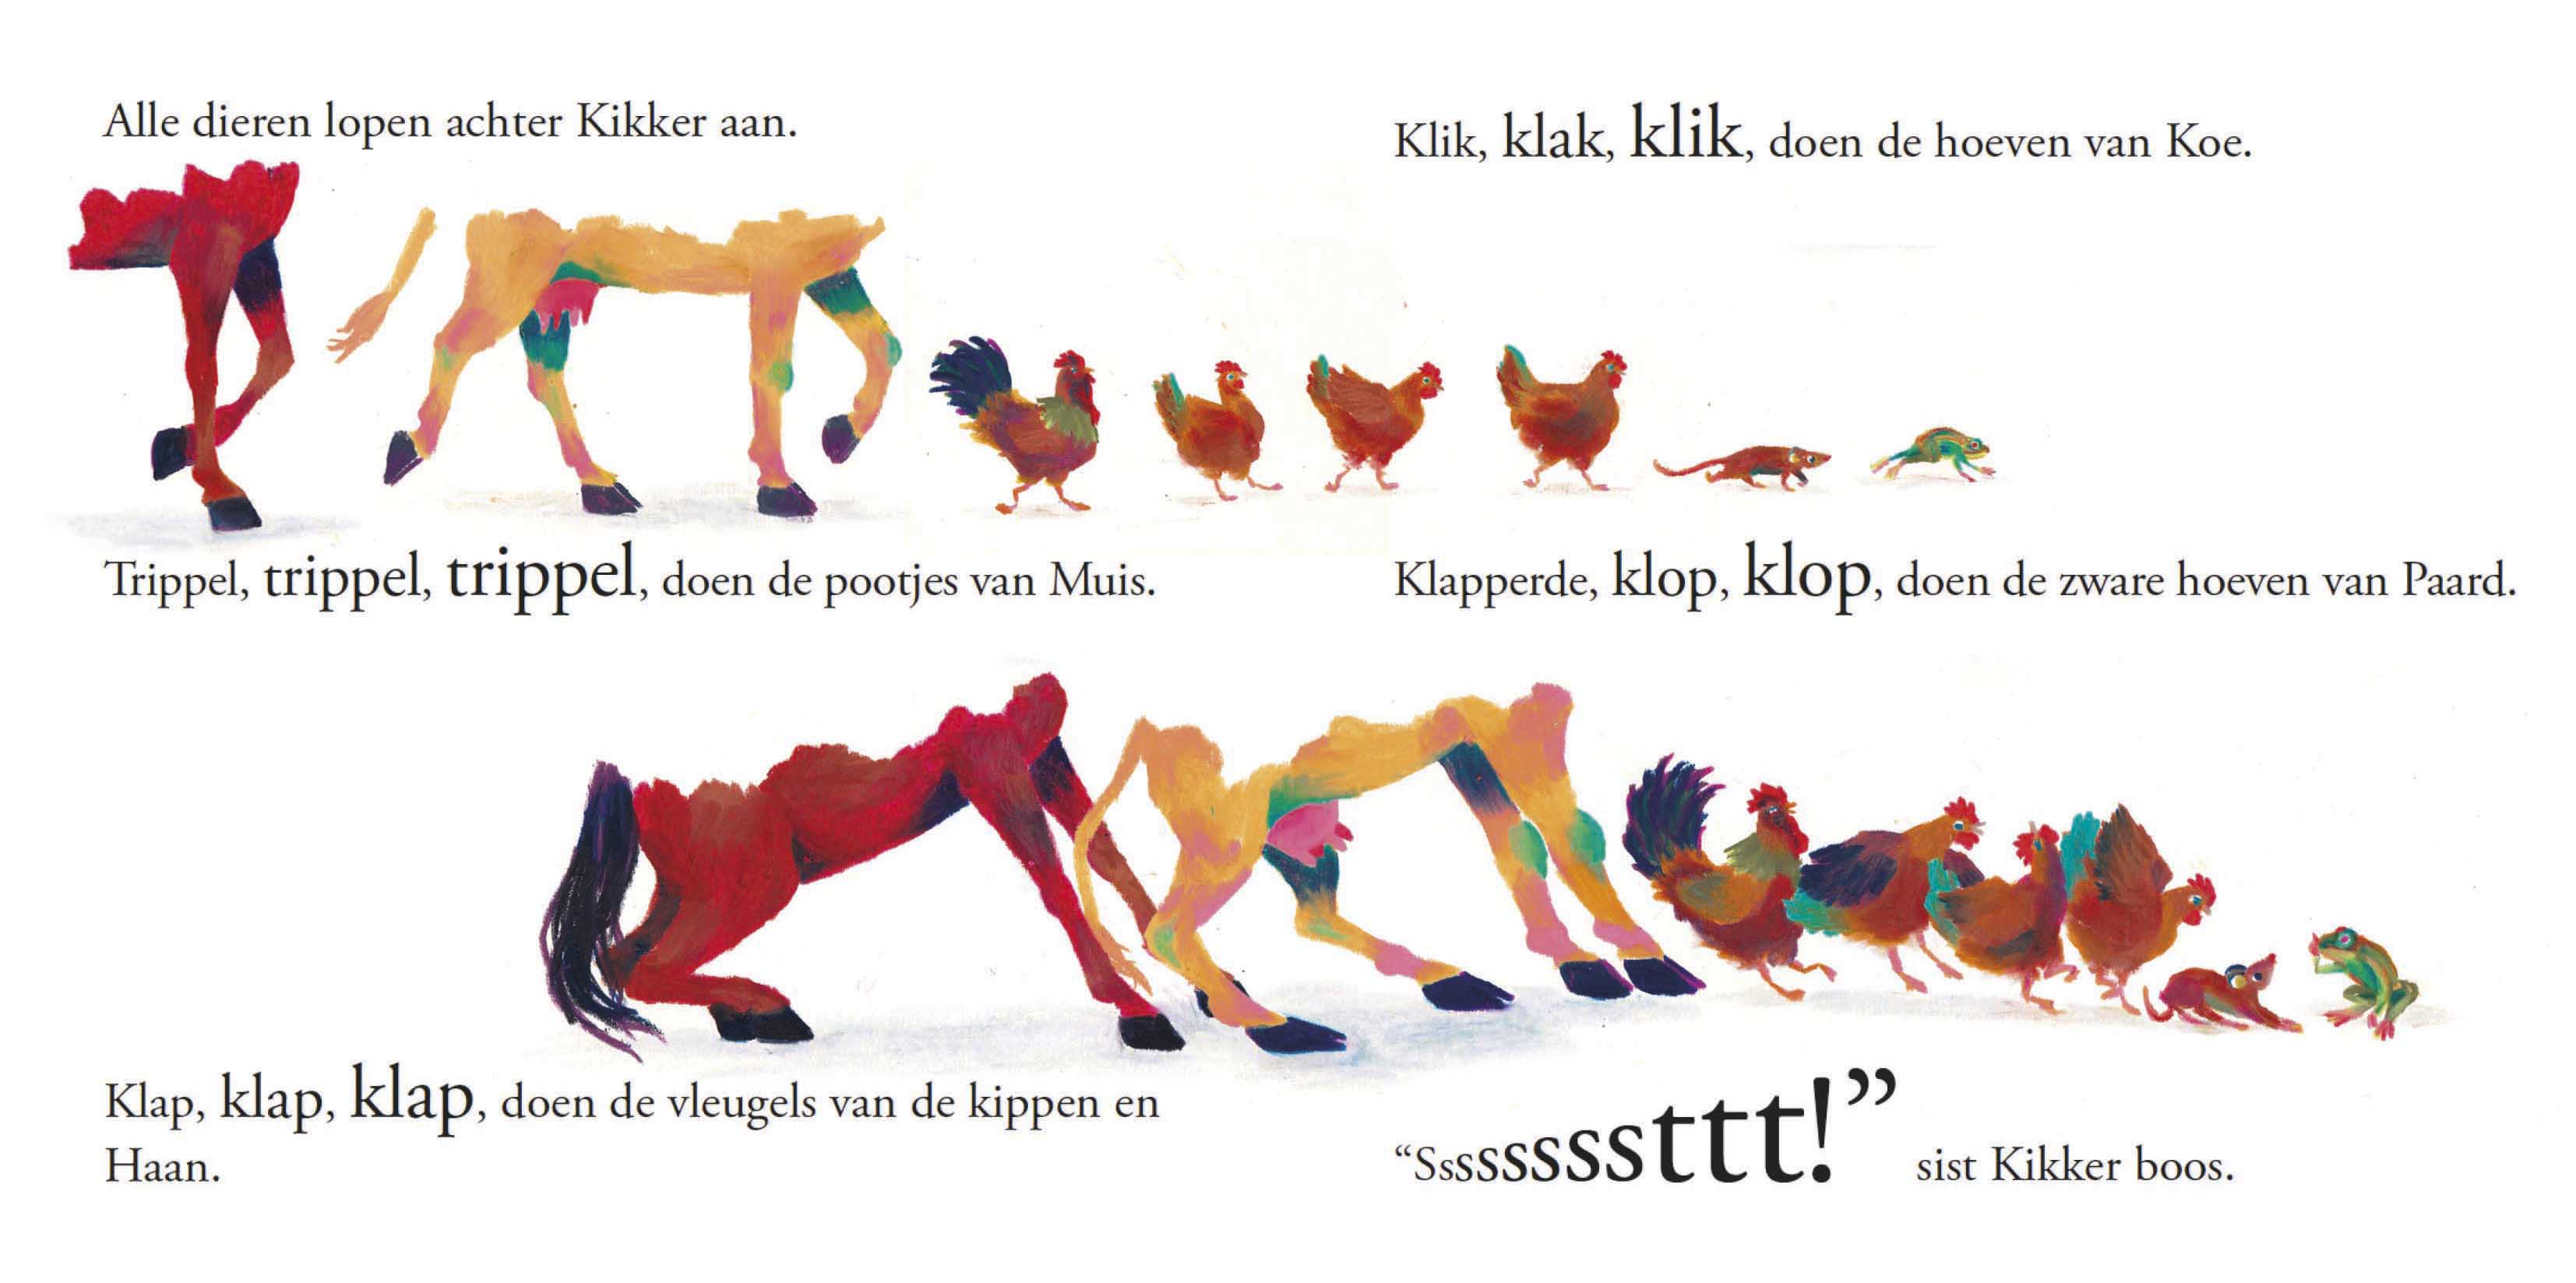 Alle dieren lopen achter Kikker aan.
Trippel, trippel, trippel, doen de pootjes van Muis.
Klap, klap, klap, doen de vleugels van de kippen en
Haan.
Klik, klak, klik, doen de hoeven van Koe.
Klapperde, klop, klop, doen de zware hoeven van Paard.
“Sssssssssttt!” sist Kikker boos.